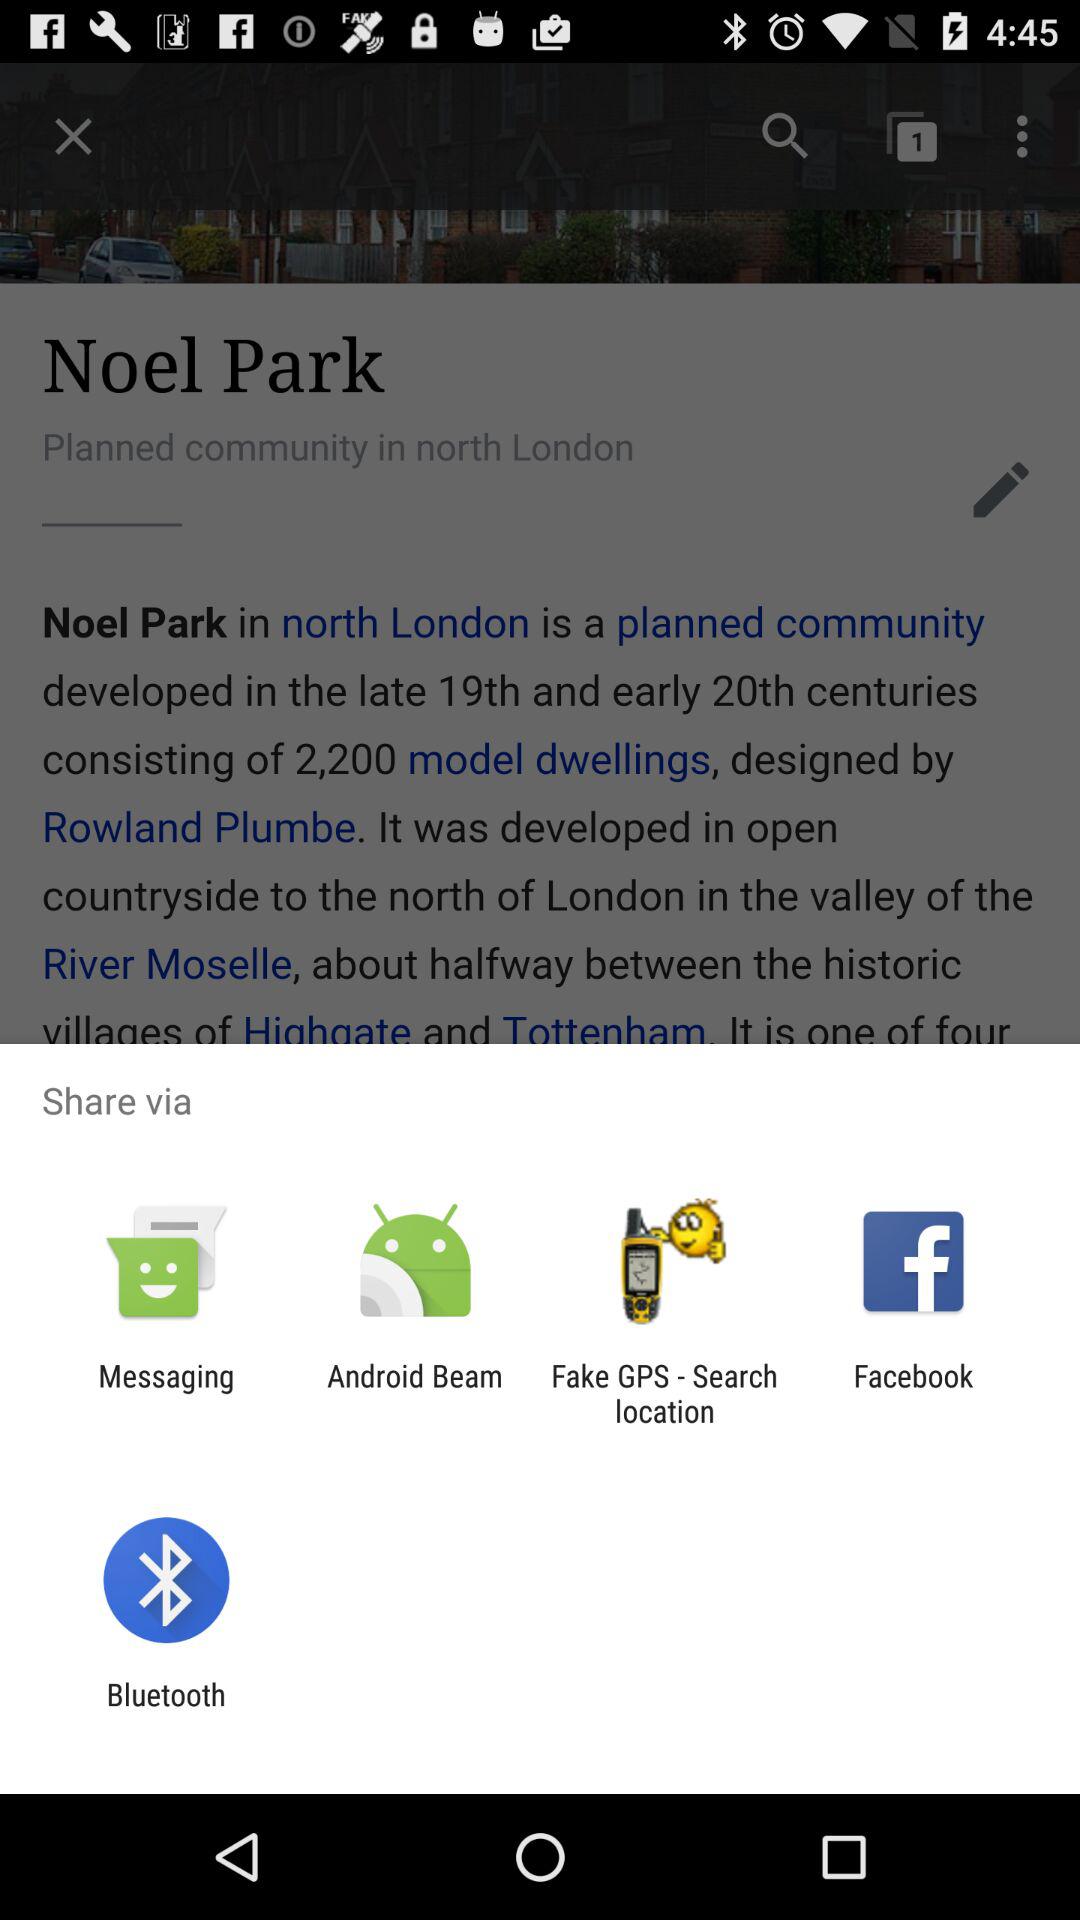 FAKE
4:45
1
Noel Park
Planned community in north London
Noel Park in north London is a planned community
developed in the late 19th and early 20th centuries
consisting of 2,200 model dwellings, designed by
Rowland Plumbe. It was developed in open
countryside to the north of London in the valley of the
River Moselle, about halfway between the historic
villages of Highgate and Tottenham. It is one of four
Share via
Messaging
Android Beam
Fake GPS - Search
location
Facebook
Bluetooth